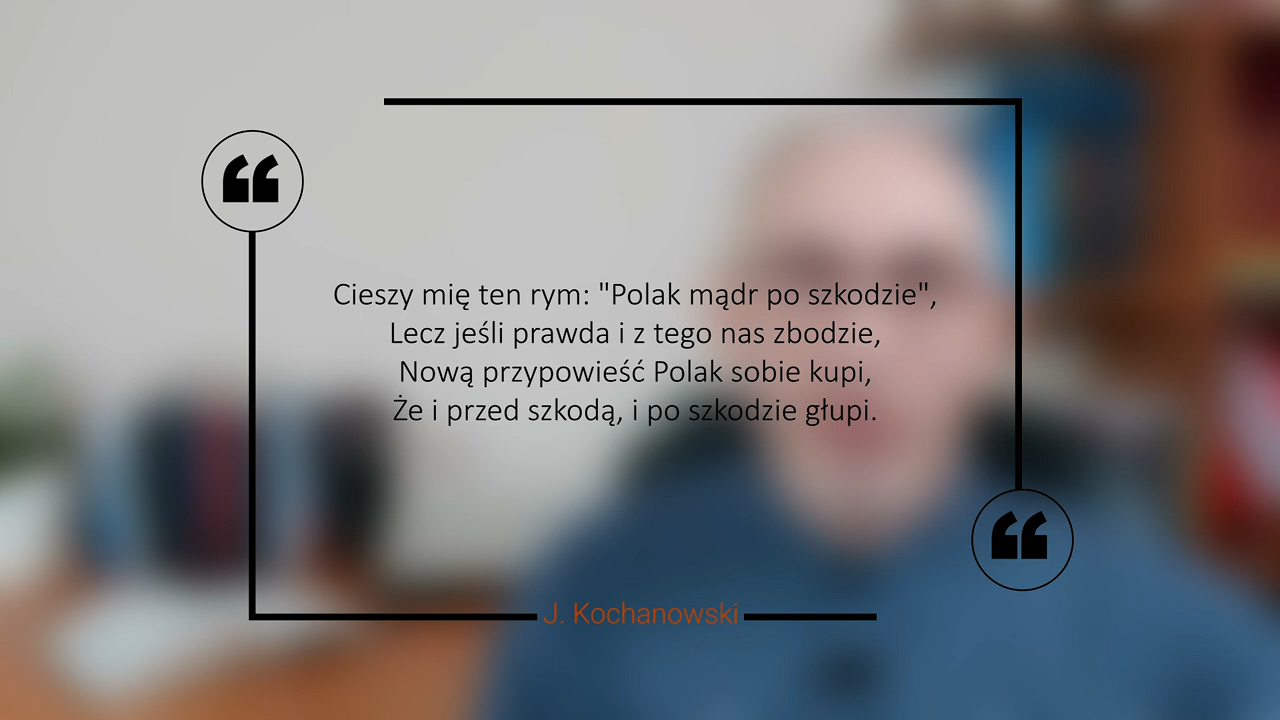 Cieszy mię ten rym: "Polak mądr po szkodzie",
Lecz jeśli prawda i z tego nas zbodzie,
Nową przypowieść Polak sobie kupi,
Że i przed szkodą, i po szkodzie głupi.
J. Kochanowski